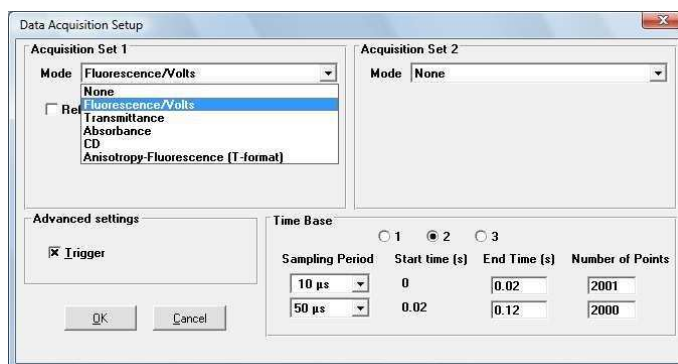 Data Acquisition Setup
Acquisition Set 1
Mode Fluorescence/Volts
None
Fluorescence/Volts
Transmittance
Absorbance
CD
Anisotropy-Fluorescence (T-format)
Acquisition Set 2
Mode None
Advanced settings
Trigger
OK Cancel
Time Base
1 2 3
Sampling Period Start time (s) End Time (s) Number of Points
10 µs 0 0.02 2001
50 µs 0.02 0.12 2000